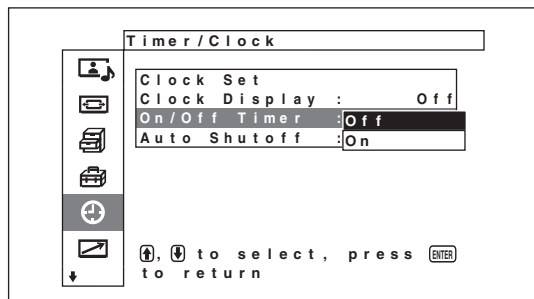 Timer/Clock
Clock Set
Clock Display : Off
On/Off Timer : Off
Auto Shutoff : On
, to select, press ENTER
to return